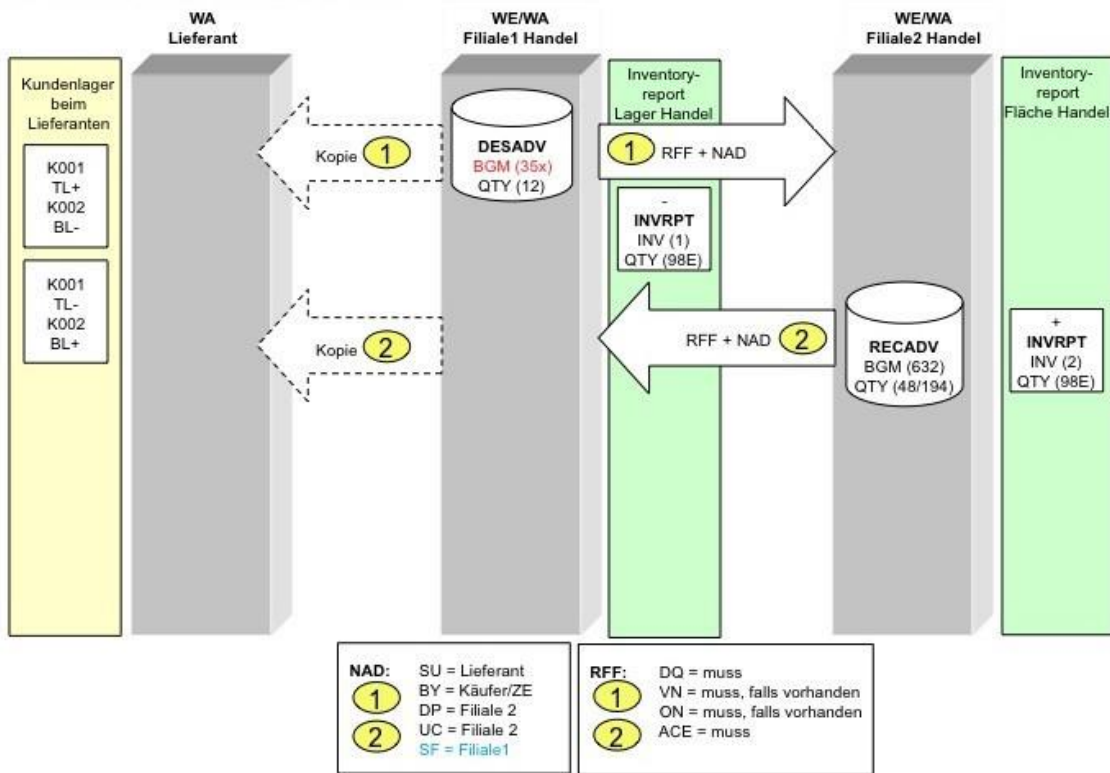 WA
Lieferant
WE/WA
Filiale1 Handel
WE/WA
Filiale2 Handel
Kundenlager
beim
Lieferanten
K001
TL+
K002
BL-
K001
TL-
K002
BL+
Kopie 1
DESADV
BGM (35x)
QTY (12)
Inventory-
report
Lager Handel
1 RFF + NAD
-
INVRPT
INV (1)
QTY (98E)
Kopie 2
RFF + NAD 2
RECADV
BGM (632)
QTY (48/194)
Inventory-
report
Fläche Handel
+
INVRPT
INV (2)
QTY (98E)
NAD:
1
2
SU = Lieferant
BY = Käufer/ZE
DP = Filiale 2
UC = Filiale 2
SF = Filiale1
RFF:
1
2
DQ = muss
VN = muss, falls vorhanden
ON = muss, falls vorhanden
ACE = muss